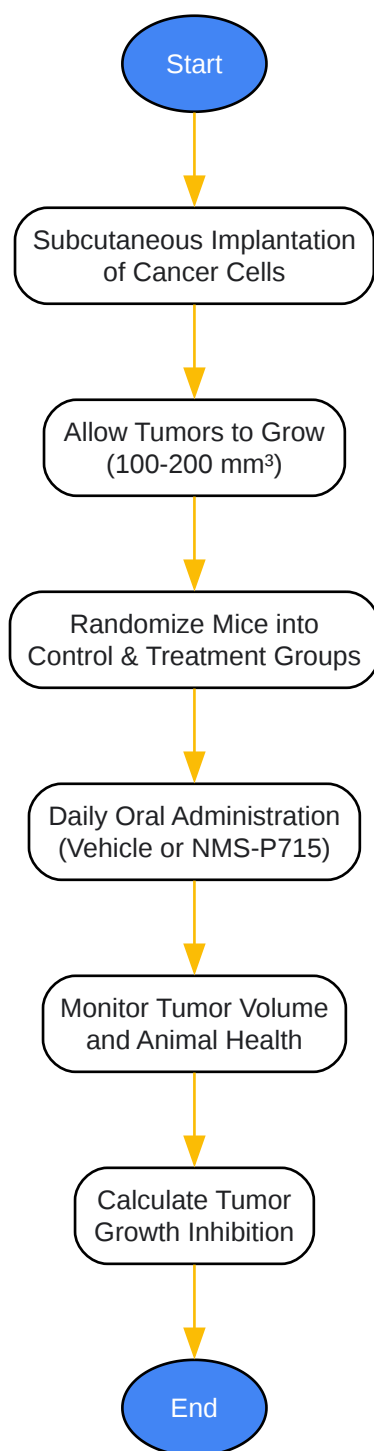 Start
Subcutaneous Implantation
of Cancer Cells
Allow Tumors to Grow
(100-200 mm³)
Randomize Mice into
Control & Treatment Groups
Daily Oral Administration
(Vehicle or NMS-P715)
Monitor Tumor Volume
and Animal Health
Calculate Tumor
Growth Inhibition
End